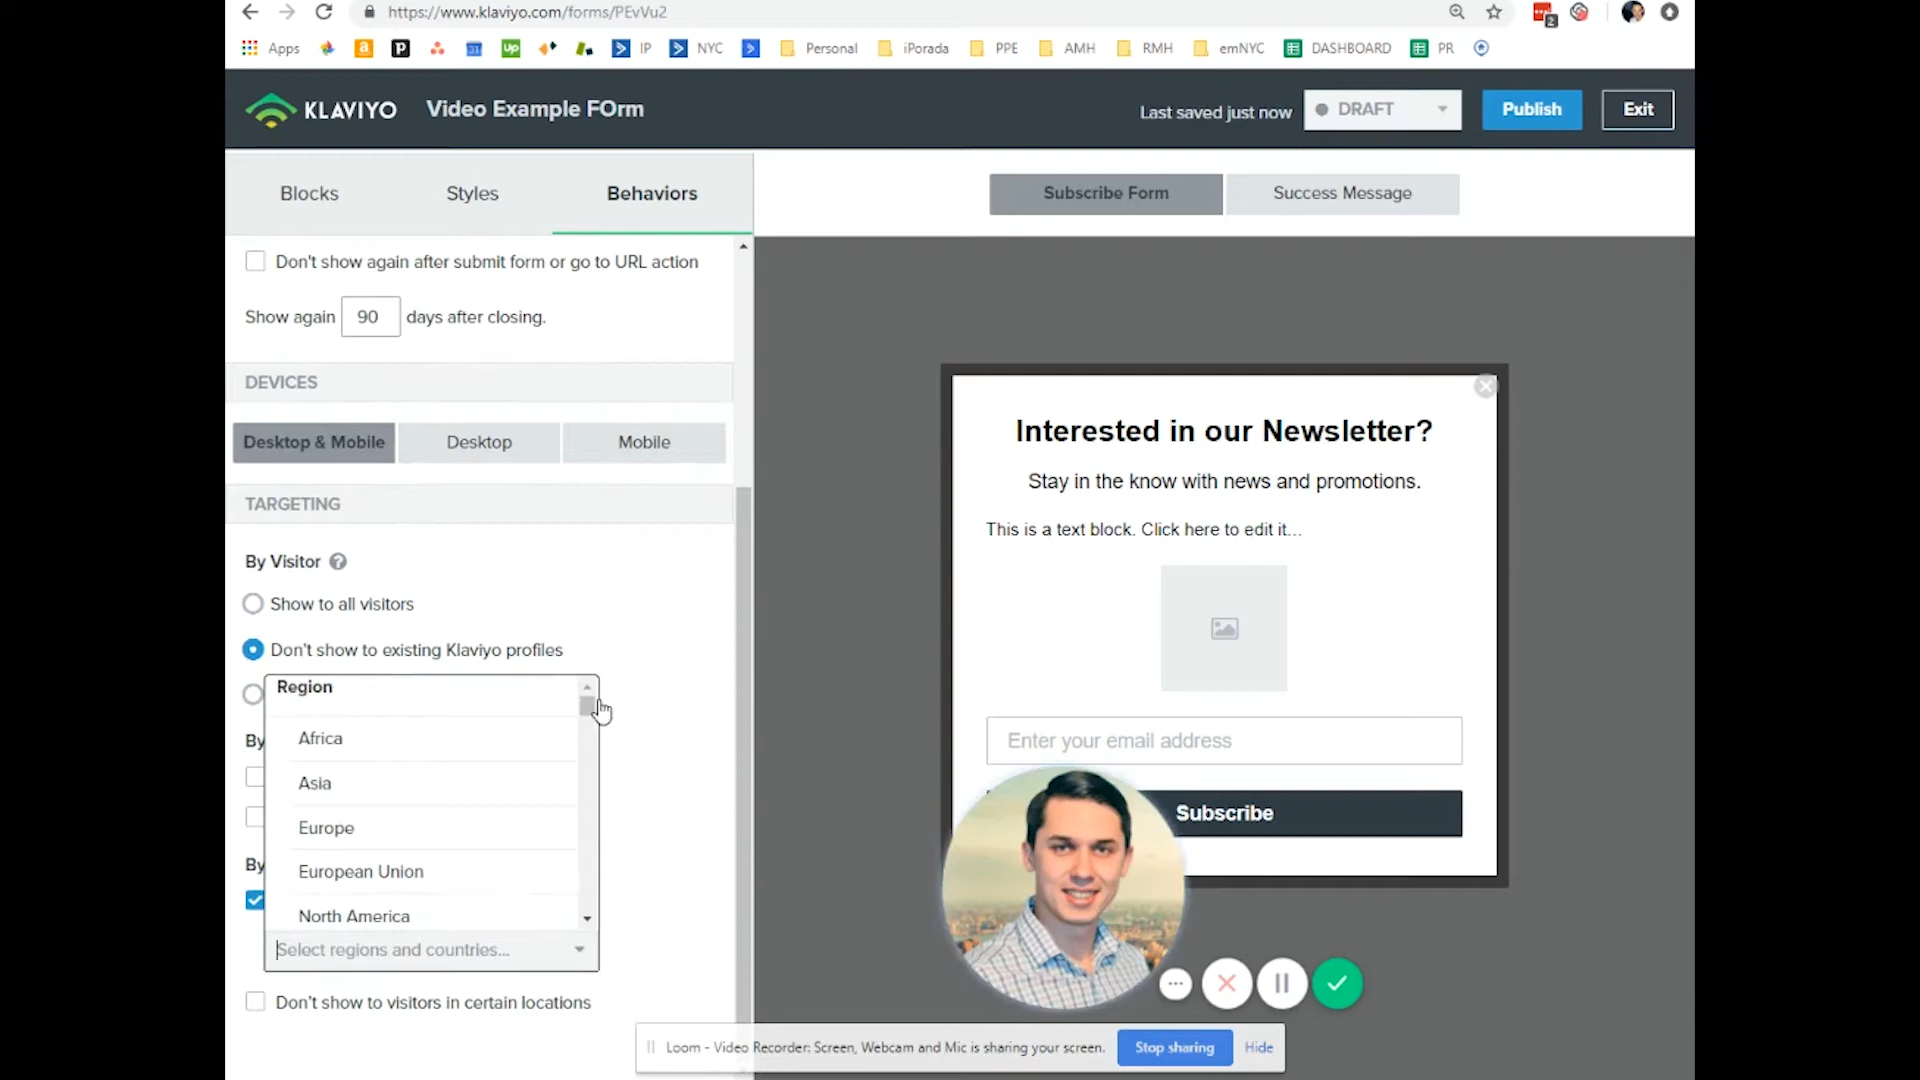 https://www.klaviyo.com/forms/PEvVu2
2
Apps
31
IP
NYC
Personal
iPorada
PPE
AMH
RMH
emNYC
DASHBOARD
PR
KLAVIYO
Video Example FOrm
Last saved just now
DRAFT
Publish
Exit
Blocks
Styles
Behaviors
Subscribe Form
Success Message
Don't show again after submit form or go to URL action
Show again 90 days after closing.
DEVICES
Desktop & Mobile
Desktop
Mobile
TARGETING
By Visitor ?
Show to all visitors
Don't show to existing Klaviyo profiles
Region
Africa
Asia
Europe
European Union
North America
Select regions and countries...
By
By
Don't show to visitors in certain locations
Interested in our Newsletter?
Stay in the know with news and promotions.
This is a text block. Click here to edit it...
Enter your email address
Subscribe
Loom - Video Recorder: Screen, Webcam and Mic is sharing your screen.
Stop sharing
Hide